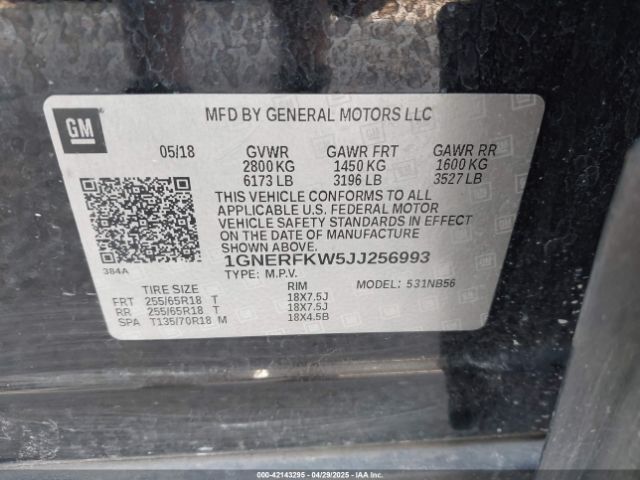 GM
MFD BY GENERAL MOTORS LLC
05/18 GVWR GAWR FRT GAWR RR
2800 KG 1450 KG 1600 KG
6173 LB 3196 LB 3527 LB
THIS VEHICLE CONFORMS TO ALL
APPLICABLE U.S. FEDERAL MOTOR
VEHICLE SAFETY STANDARDS IN EFFECT
ON THE DATE OF MANUFACTURE
SHOWN ABOVE.
384A
1GNERFKW5JJ256993
TYPE: M.P.V. MODEL: 531NB56
TIRE SIZE RIM
FRT 255/65R18 T 18X7.5J
RR 255/65R18 T 18X7.5J
SPA T135/70R18 M 18X4.5B
000-42143295 - 04/29/2025 - IAAI.COM